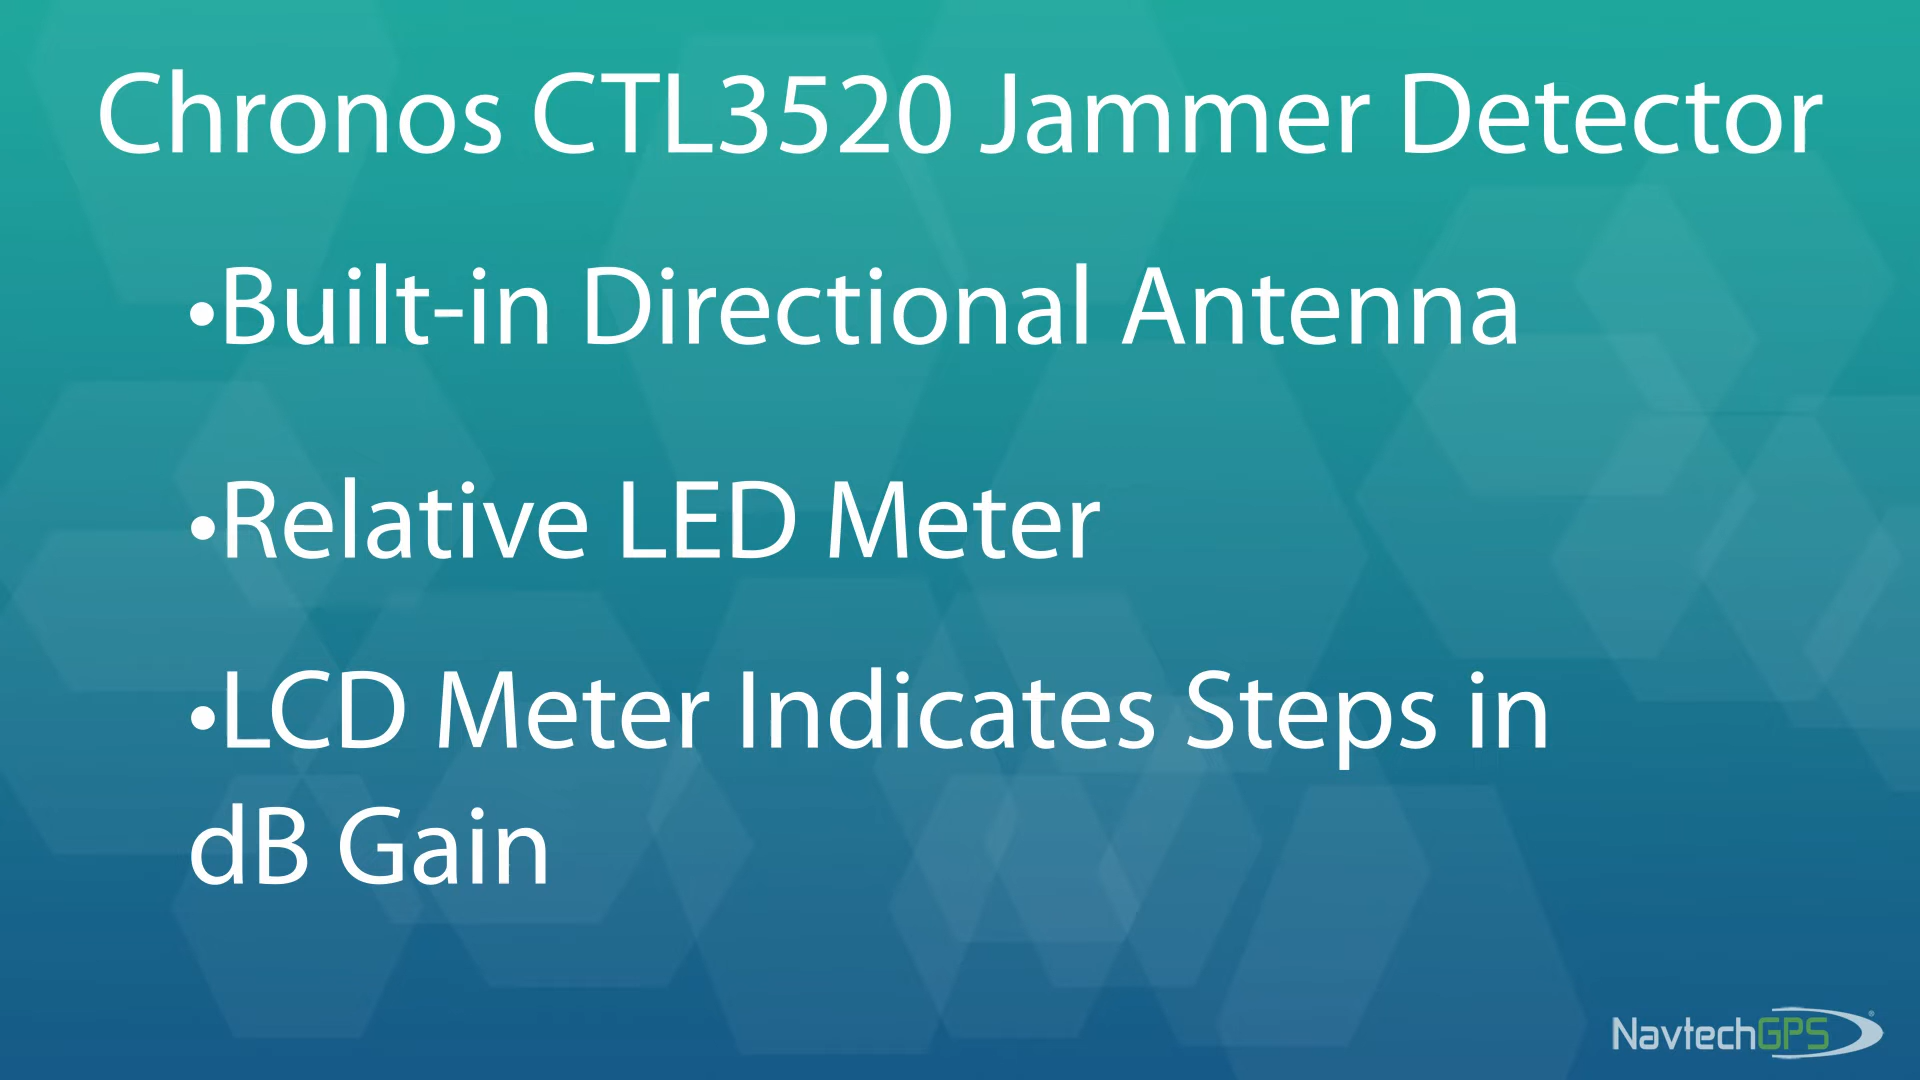 Chronos CTL3520 Jammer Detector
•Built-in Directional Antenna
•Relative LED Meter
•LCD Meter Indicates Steps in
dB Gain
NavtechGPS®